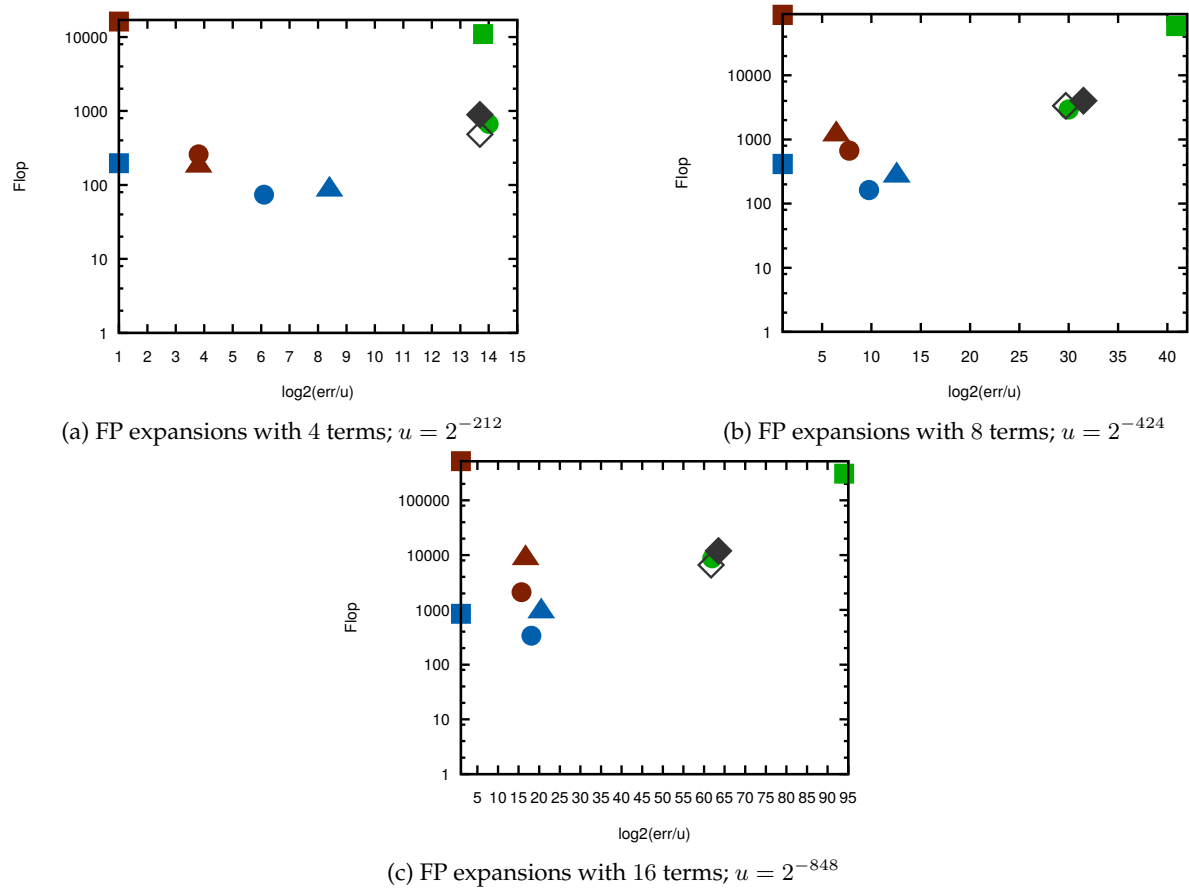 10000
1000
100
10
1
Flop
1 2 3 4 5 6 7 8 9 10 11 12 13 14 15
log2(err/u)
(a) FP expansions with 4 terms; u = 2^{-212}
10000
1000
100
10
1
Flop
5 10 15 20 25 30 35 40
log2(err/u)
(b) FP expansions with 8 terms; u = 2^{-424}
100000
10000
1000
100
10
1
Flop
5 10 15 20 25 30 35 40 45 50 55 60 65 70 75 80 85 90 95
log2(err/u)
(c) FP expansions with 16 terms; u = 2^{-848}